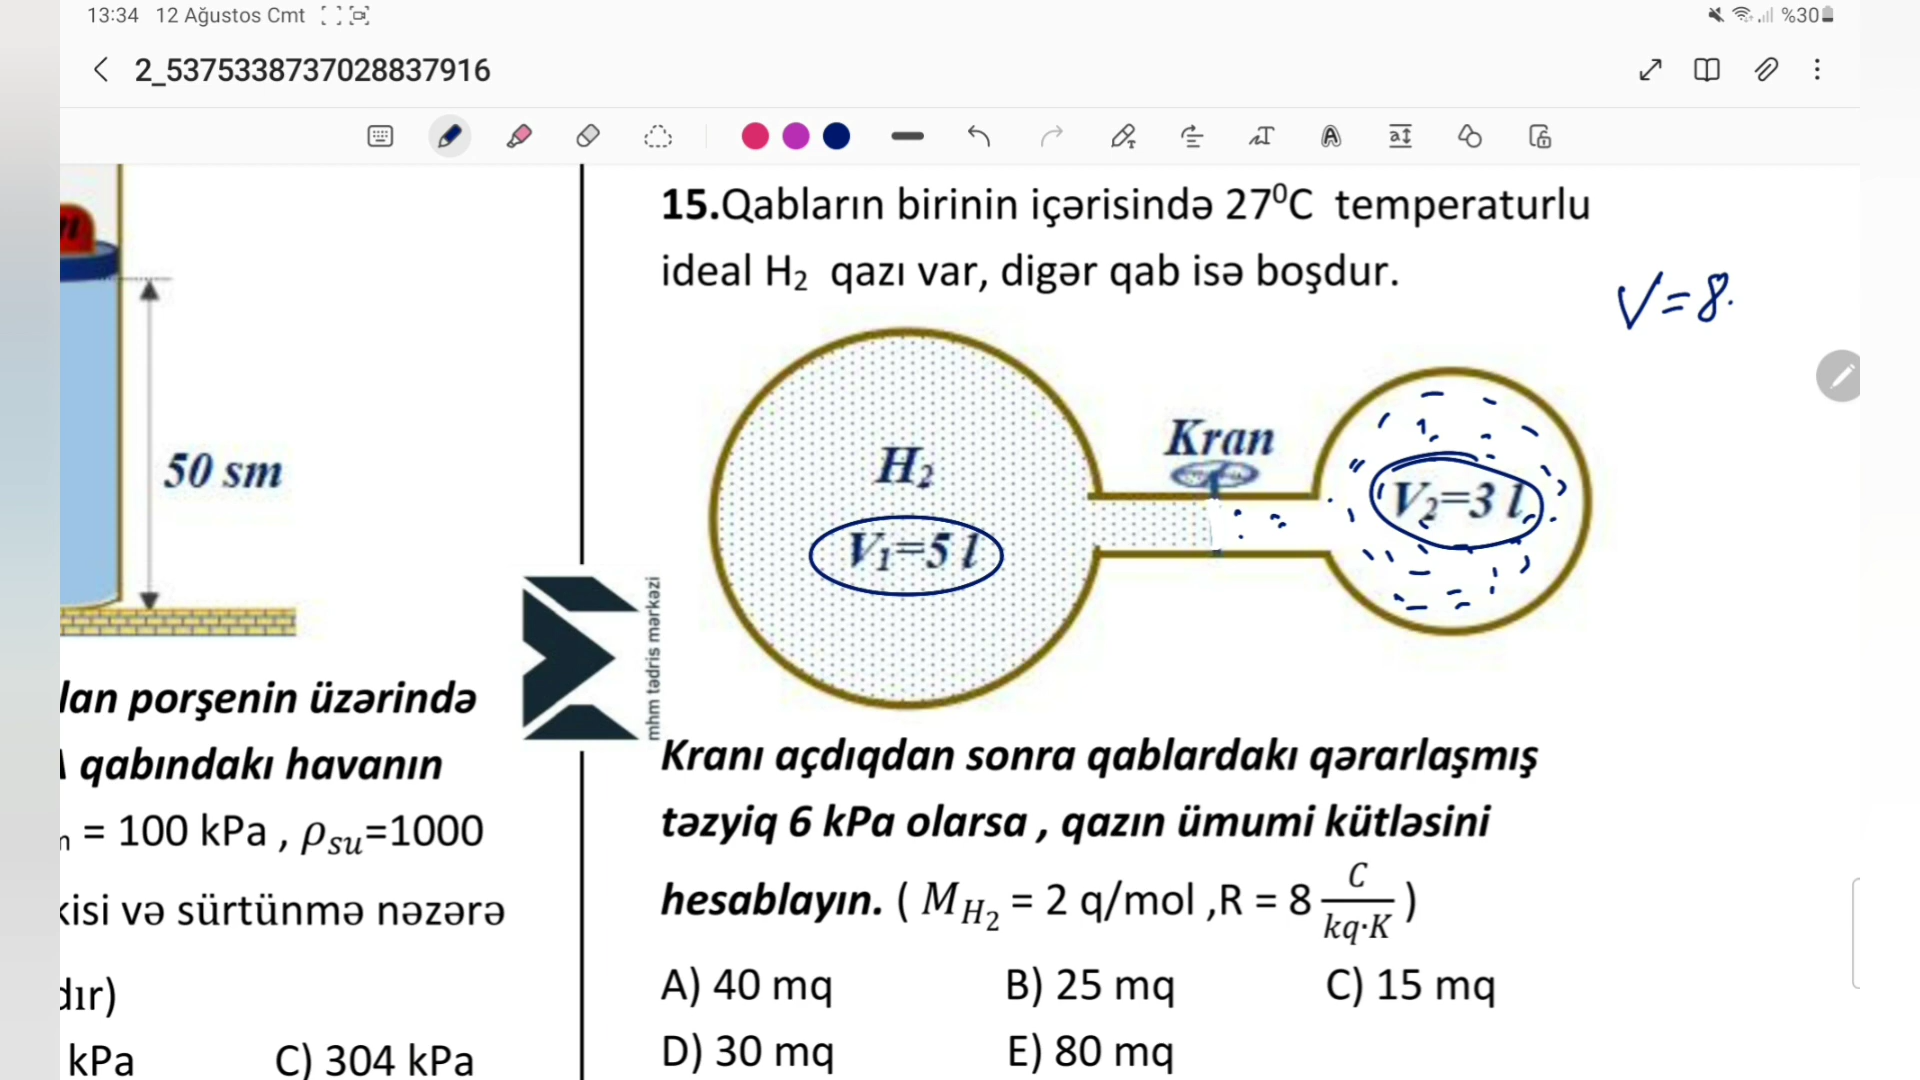 13:34 12 Ağustos Cmt
%30
2_5375338737028837916
50 sm
lan porşenin üzərində
qabındakı havanın
= 100 kPa , ρsu=1000
kisi və sürtünmə nəzərə
dır)
kPa C) 304 kPa
mhm tədris mərkəzi
15.Qabların birinin içərisində 27⁰C temperaturlu
ideal H₂ qazı var, digər qab isə boşdur.
V=8.
H₂
V₁=5 l
Kran
V₂=3 l
Kranı açdıqdan sonra qablardakı qərarlaşmış
təzyiq 6 kPa olarsa , qazın ümumi kütləsini
hesablayın. ( M_H₂ = 2 q/mol ,R = 8 C/kq·K )
A) 40 mq B) 25 mq C) 15 mq
D) 30 mq E) 80 mq